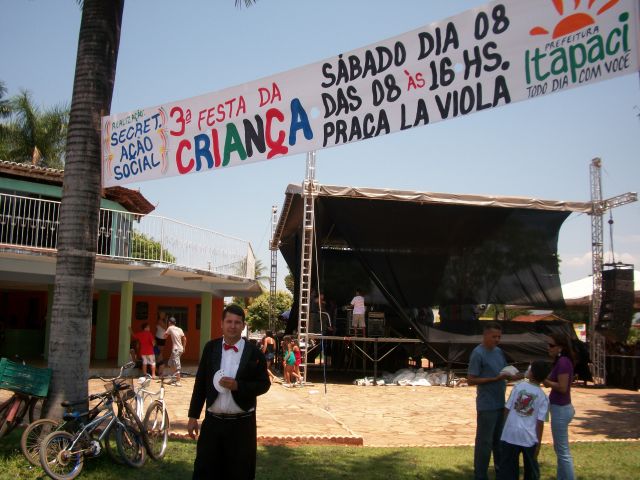 REALIZAÇÃO
SECRET.
AÇÃO
SOCIAL
3ª FESTA DA
CRIANÇA
SÁBADO DIA 08
DAS 08 ÀS 16 HS.
PRAÇA LA VIOLA
PREFEITURA
Itapaci
TODO DIA COM VOCÊ